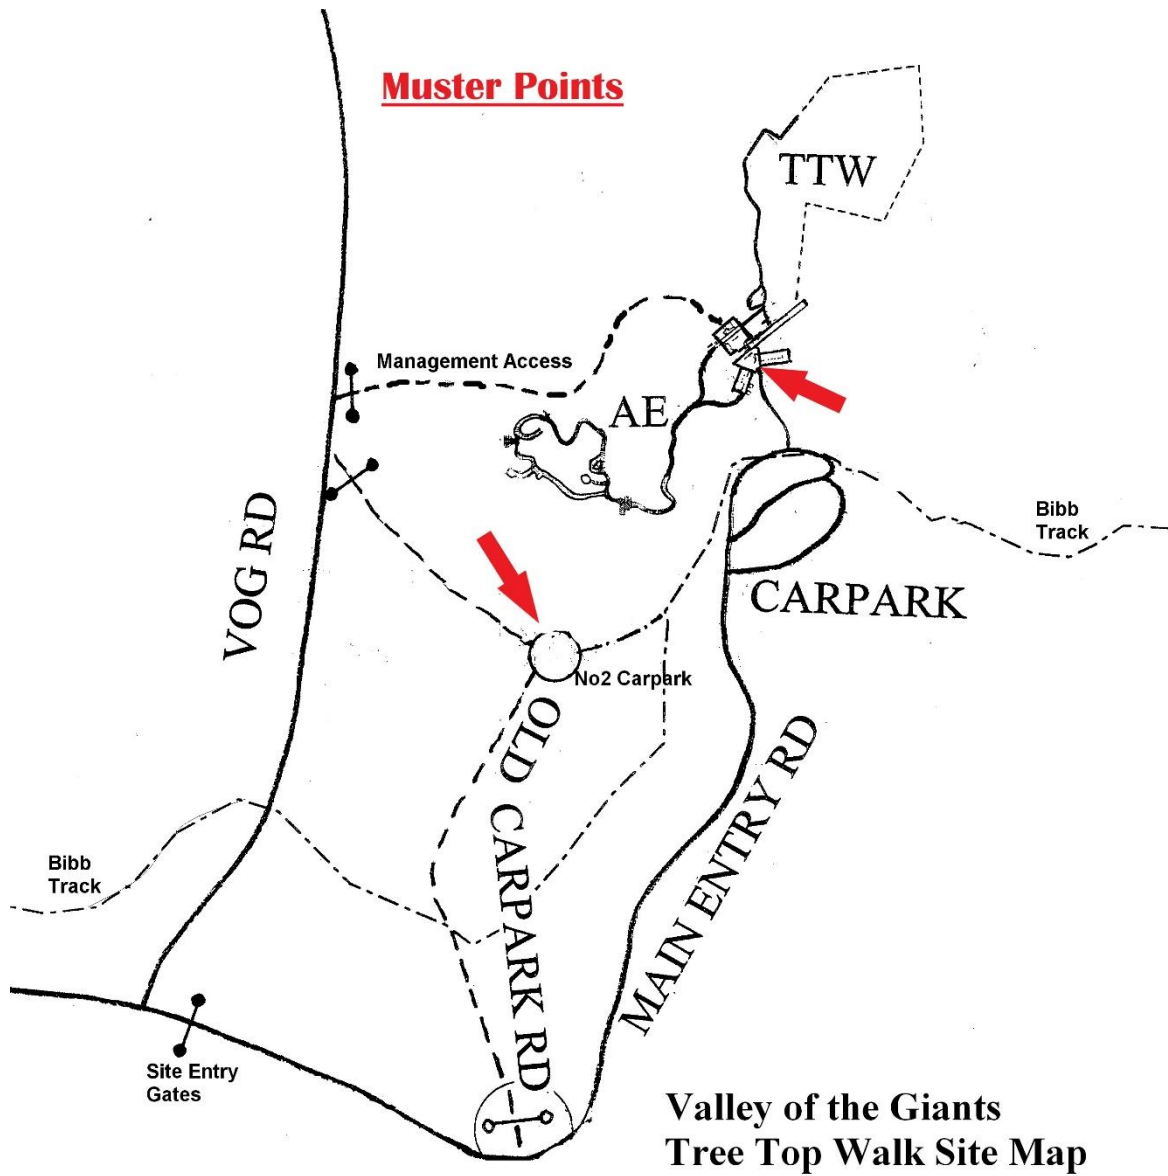 Muster Points
TTW
Management Access
AE
Bibb
Track
VOG RD
CARPARK
No2 Carpark
OLD CARPARK RD
MAIN ENTRY RD
Bibb
Track
Site Entry
Gates
Valley of the Giants
Tree Top Walk Site Map